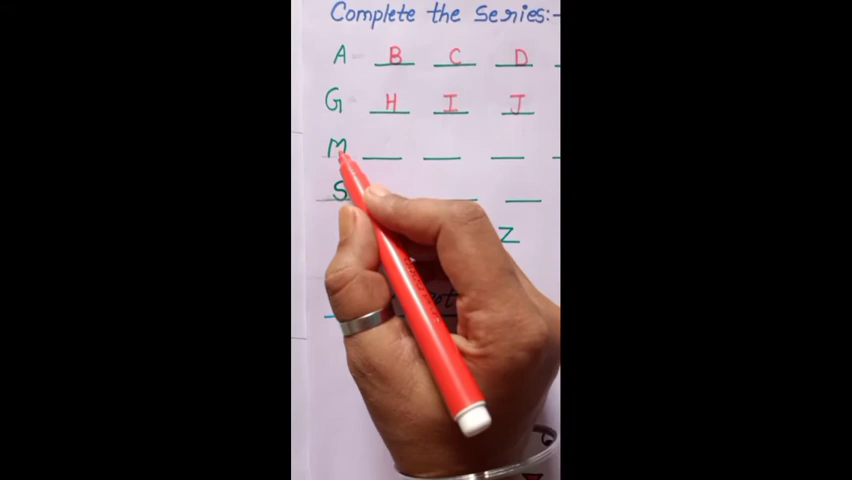 Complete the Series:-
A B C D
G H I J
M
S
Z